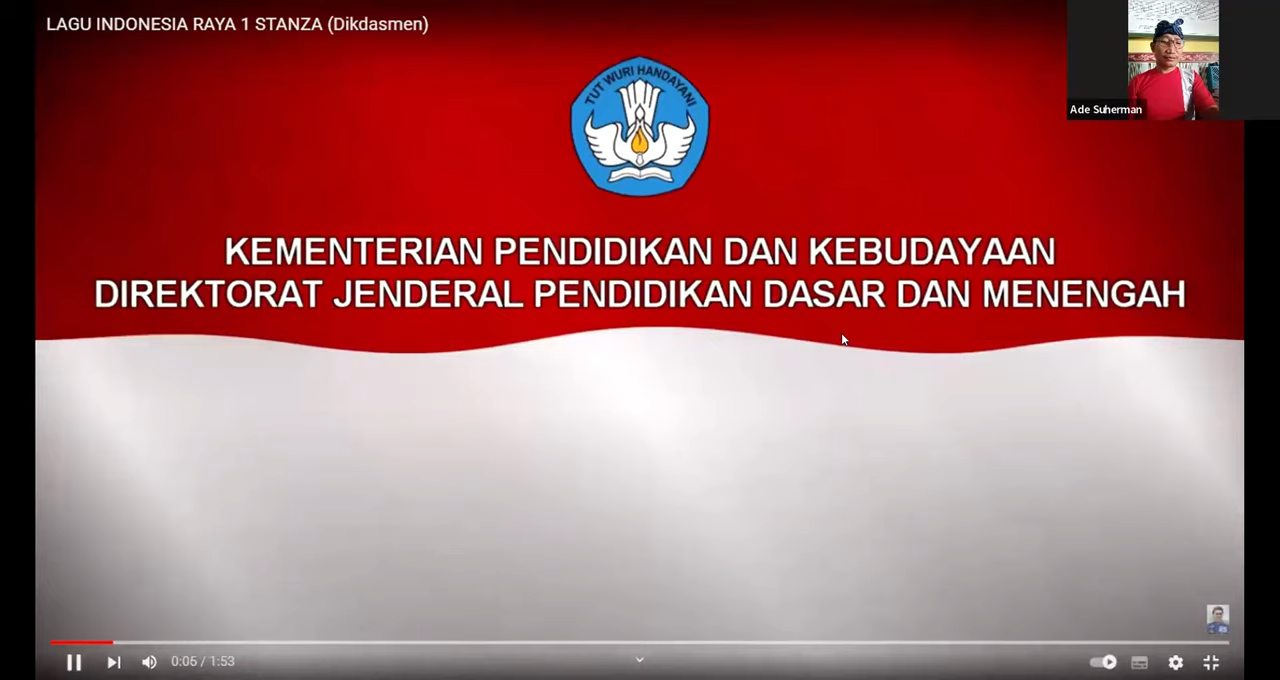 LAGU INDONESIA RAYA 1 STANZA (Dikdasmen)
Ade Suherman
TUT WURI HANDAYANI
KEMENTERIAN PENDIDIKAN DAN KEBUDAYAAN
DIREKTORAT JENDERAL PENDIDIKAN DASAR DAN MENENGAH
0:05 / 1:53